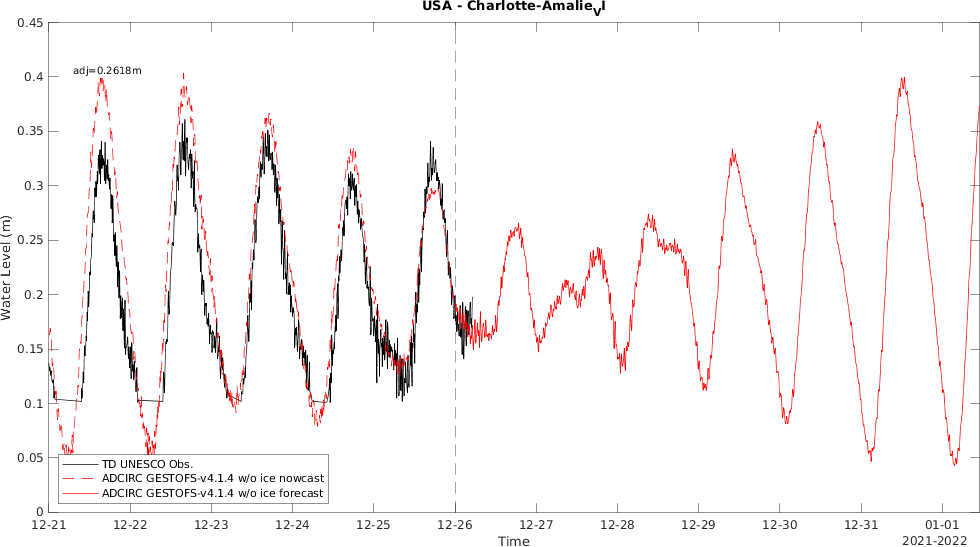 USA - Charlotte-AmalieVI
0.45
0.4
0.35
0.3
0.25
0.2
0.15
0.1
0.05
0
adj=0.2618m
Water Level (m)
TD UNESCO Obs.
ADCIRC GESTOFS-v4.1.4 w/o ice nowcast
ADCIRC GESTOFS-v4.1.4 w/o ice forecast
12-21 12-22 12-23 12-24 12-25 12-26 12-27 12-28 12-29 12-30 12-31 01-01
Time
2021-2022